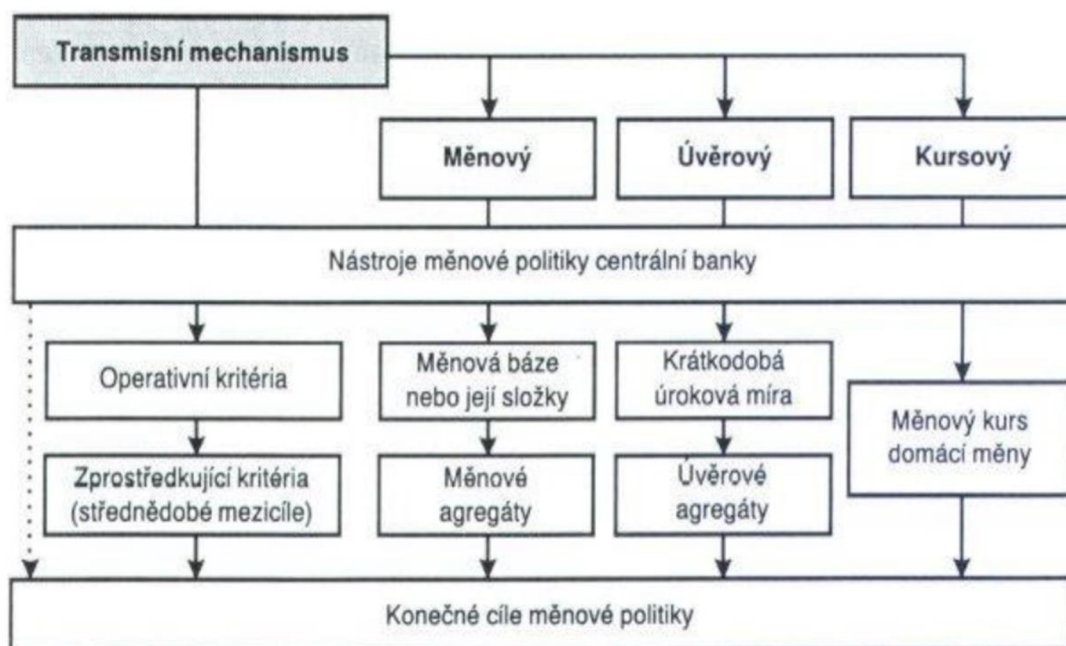 Transmisní mechanismus
Měnový
Úvěrový
Kursový
Nástroje měnové politiky centrální banky
Operativní kritéria
Měnová báze
nebo její složky
Krátkodobá
úroková míra
Měnový kurs
domácí měny
Zprostředkující kritéria
(střednědobé mezicíle)
Měnové
agregáty
Úvěrové
agregáty
Konečné cíle měnové politiky